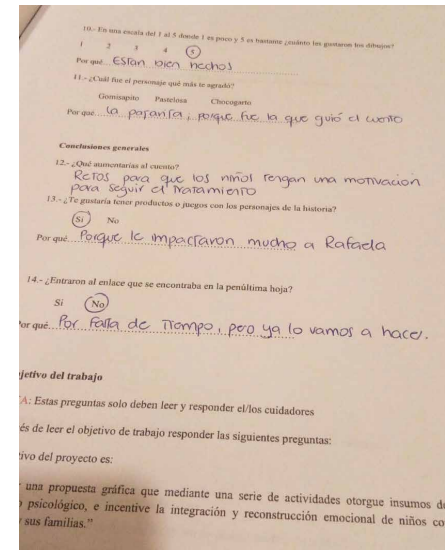 10.- En una escala del 1 al 5 donde 1 es poco y 5 es bastante ¿cuánto les gustaron los dibujos?
1 2 3 4 5
Por qué... Están bien hechos
11.- ¿Cuál fue el personaje que más te agradó?
Gomisapito Pastelosa Chocogarto
Por qué... la pajarita, porque fue la que guió el cuento
Conclusiones generales
12.- ¿Qué aumentarías al cuento?
Retos para que los niños tengan una motivación
para seguir el tratamiento
13.- ¿Te gustaría tener productos o juegos con los personajes de la historia?
Si No
Por qué... Porque le impactaron mucho a Rafaela
14.- ¿Entraron al enlace que se encontraba en la penúltima hoja?
Si No
Por qué... Por falta de tiempo, pero ya lo vamos a hacer.
jetivo del trabajo
A: Estas preguntas solo deben leer y responder el/los cuidadores
és de leer el objetivo de trabajo responder las siguientes preguntas:
ivo del proyecto es:
una propuesta gráfica que mediante una serie de actividades otorgue insumos de
psicológico, e incentive la integración y reconstrucción emocional de niños co
sus familias."